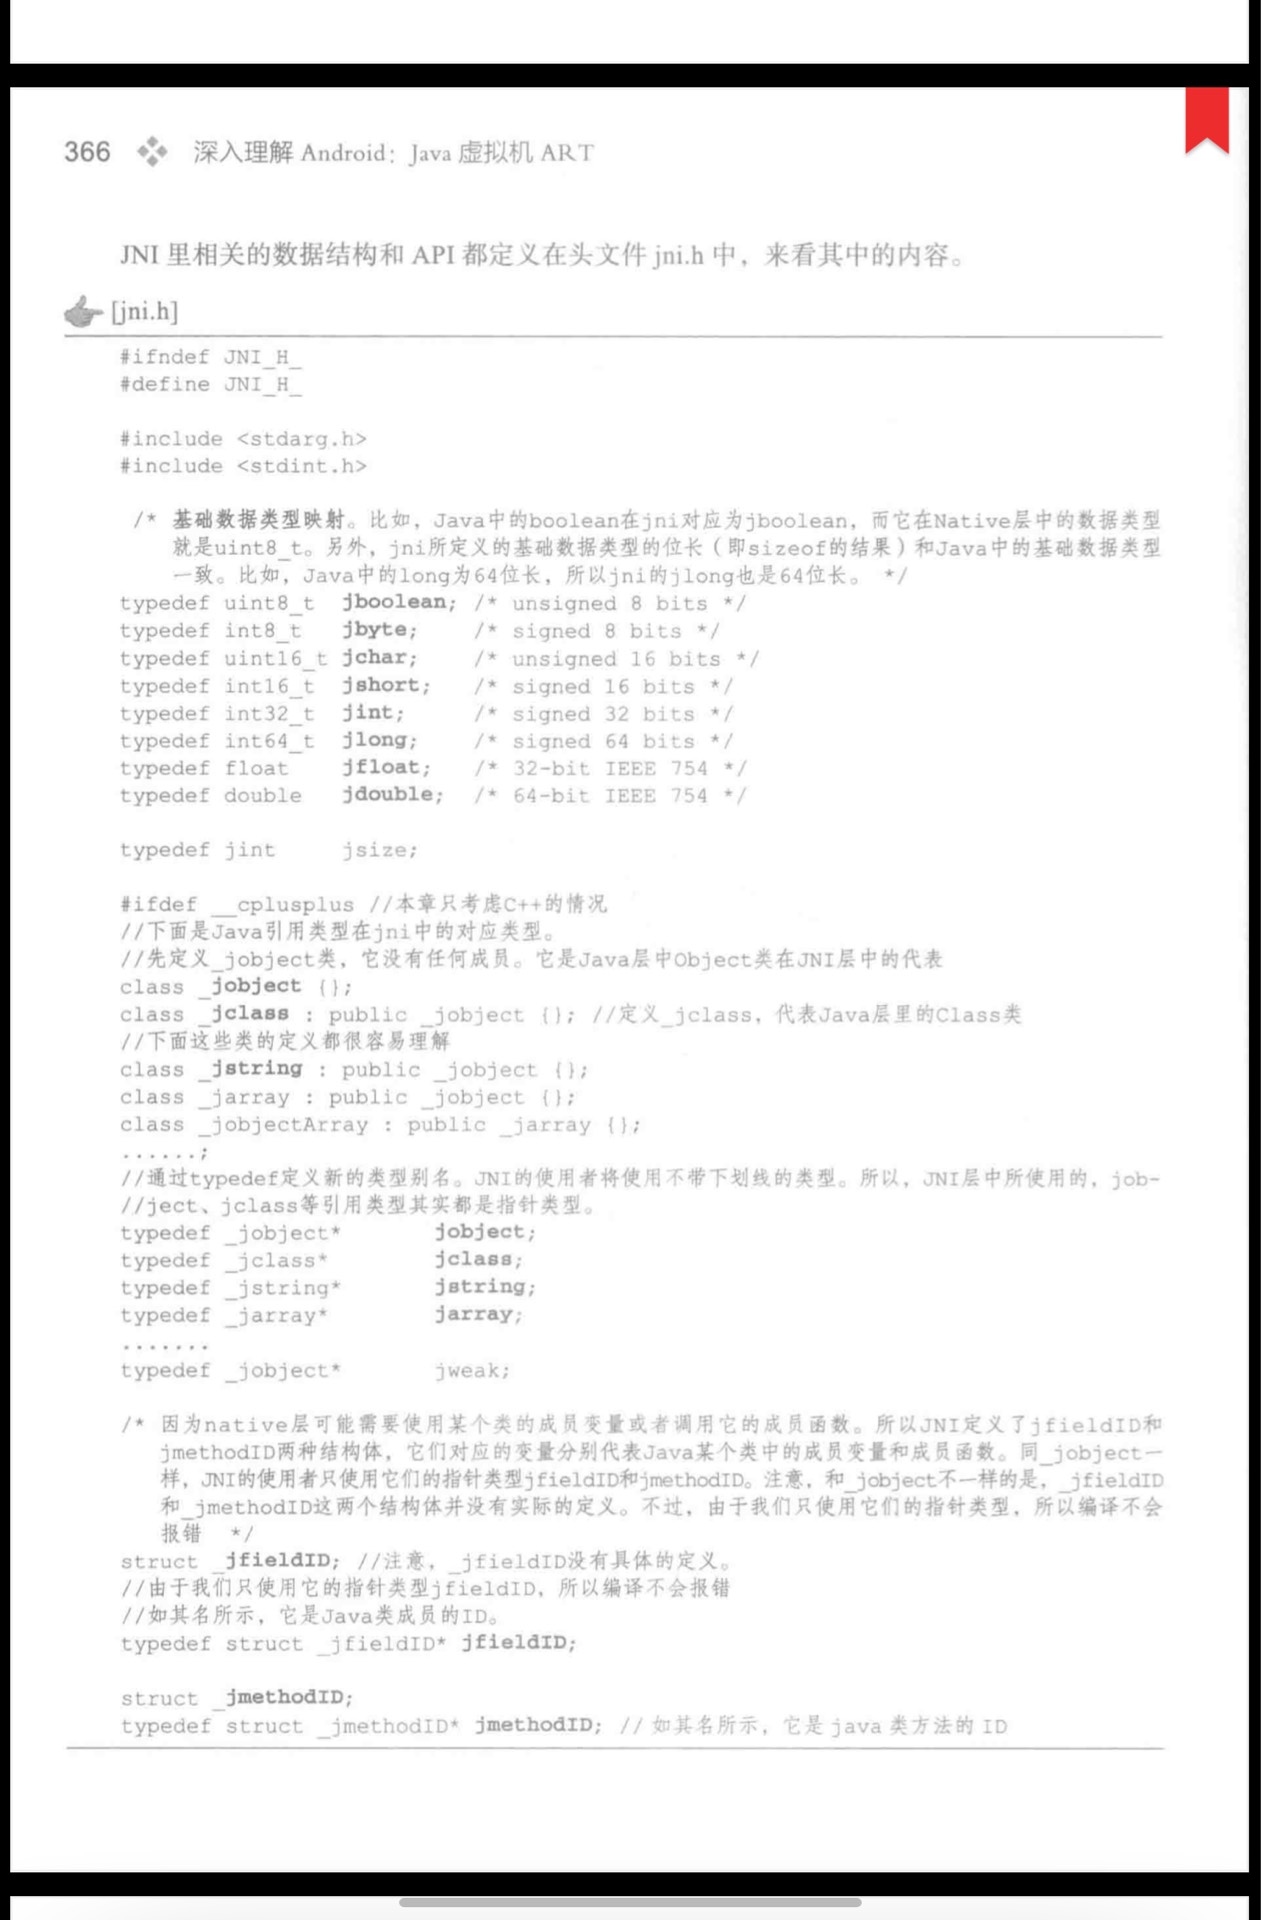 366 深入理解 Android：Java 虚拟机 ART
JNI 里相关的数据结构和 API 都定义在头文件 jni.h 中，来看其中的内容。
[jni.h]
#ifndef JNI_H_
#define JNI_H_
#include <stdarg.h>
#include <stdint.h>
/* 基础数据类型映射。比如，Java中的boolean在jni对应为jboolean，而它在Native层中的数据类型
就是uint8_t。另外，jni所定义的基础数据类型的位长（即sizeof的结果）和Java中的基础数据类型
一致。比如，Java中的long为64位长，所以jni的jlong也是64位长。 */
typedef uint8_t jboolean; /* unsigned 8 bits */
typedef int8_t jbyte; /* signed 8 bits */
typedef uint16_t jchar; /* unsigned 16 bits */
typedef int16_t jshort; /* signed 16 bits */
typedef int32_t jint; /* signed 32 bits */
typedef int64_t jlong; /* signed 64 bits */
typedef float jfloat; /* 32-bit IEEE 754 */
typedef double jdouble; /* 64-bit IEEE 754 */
typedef jint jsize;
#ifdef __cplusplus //本章只考虑C++的情况
//下面是Java引用类型在jni中的对应类型。
//先定义_jobject类，它没有任何成员。它是Java层中Object类在JNI层中的代表
class _jobject {};
class _jclass : public _jobject {}; //定义_jclass，代表Java层里的Class类
//下面这些类的定义都很容易理解
class _jstring : public _jobject {};
class _jarray : public _jobject {};
class _jobjectArray : public _jarray {};
......;
//通过typedef定义新的类型别名。JNI的使用者将使用不带下划线的类型。所以，JNI层中所使用的，job-
//ject、jclass等引用类型其实都是指针类型。
typedef _jobject* jobject;
typedef _jclass* jclass;
typedef _jstring* jstring;
typedef _jarray* jarray;
.......
typedef _jobject* jweak;
/* 因为native层可能需要使用某个类的成员变量或者调用它的成员函数。所以JNI定义了jfieldID和
jmethodID两种结构体，它们对应的变量分别代表Java某个类中的成员变量和成员函数。同_jobject一
样，JNI的使用者只使用它们的指针类型jfieldID和jmethodID。注意，和_jobject不一样的是，_jfieldID
和_jmethodID这两个结构体并没有实际的定义。不过，由于我们只使用它们的指针类型，所以编译不会
报错 */
struct _jfieldID; //注意，_jfieldID没有具体的定义。
//由于我们只使用它的指针类型jfieldID，所以编译不会报错
//如其名所示，它是Java类成员的ID。
typedef struct _jfieldID* jfieldID;
struct _jmethodID;
typedef struct _jmethodID* jmethodID; // 如其名所示，它是 java 类方法的 ID